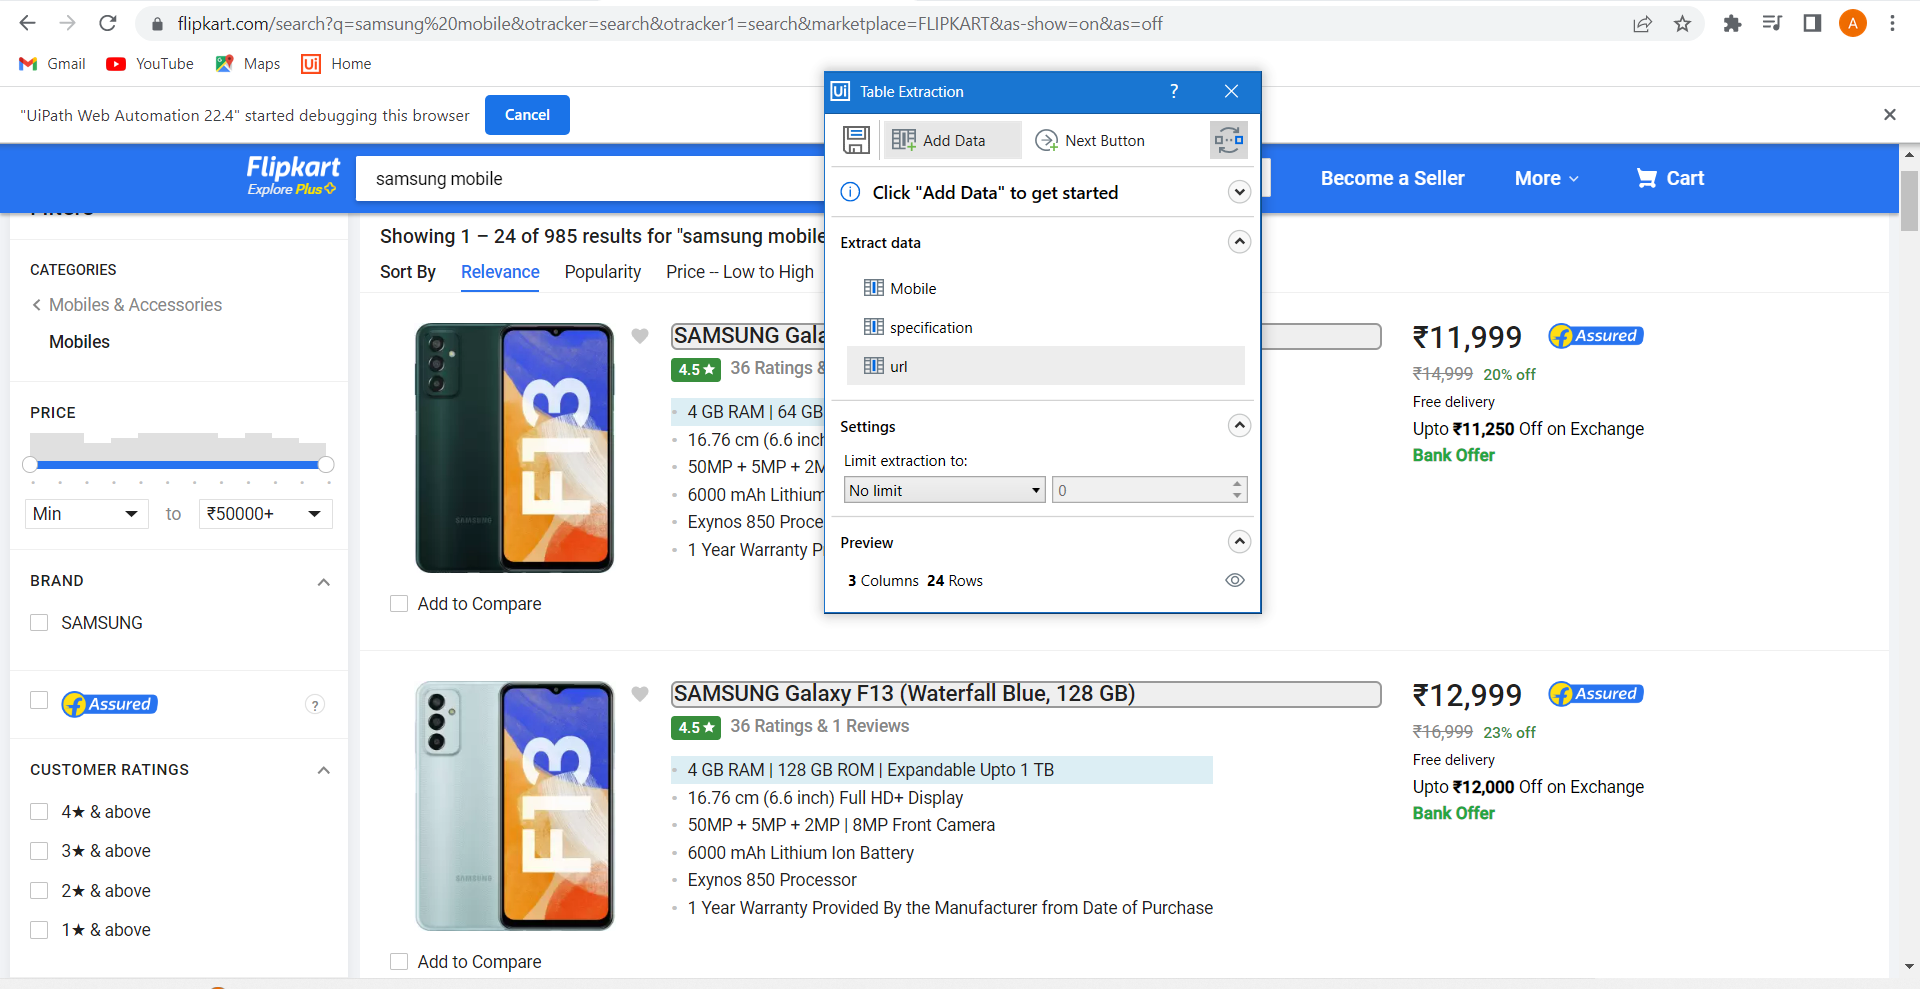 flipkart.com/search?q=samsung%20mobile&otracker=search&otracker1=search&marketplace=FLIPKART&as-show=on&as=off
A
Gmail YouTube Maps Ui Home
"UiPath Web Automation 22.4" started debugging this browser Cancel
Ui Table Extraction ?
Add Data Next Button
Click "Add Data" to get started
Extract data
Mobile
specification
url
Settings
Limit extraction to:
No limit 0
Preview
3 Columns 24 Rows
Flipkart
Explore Plus
samsung mobile
Become a Seller More Cart
Filters
CATEGORIES
Mobiles & Accessories
Mobiles
PRICE
Min to ₹50000+
BRAND
SAMSUNG
Assured ?
CUSTOMER RATINGS
4★ & above
3★ & above
2★ & above
1★ & above
Showing 1 – 24 of 985 results for "samsung mobile
Sort By Relevance Popularity Price -- Low to High
F13
SAMSUNG
SAMSUNG Gala
4.5★ 36 Ratings &
4 GB RAM | 64 GB
16.76 cm (6.6 inch
50MP + 5MP + 2M
6000 mAh Lithium
Exynos 850 Proce
1 Year Warranty P
Add to Compare
₹11,999 Assured
₹14,999 20% off
Free delivery
Upto ₹11,250 Off on Exchange
Bank Offer
F13
SAMSUNG
SAMSUNG Galaxy F13 (Waterfall Blue, 128 GB)
4.5★ 36 Ratings & 1 Reviews
4 GB RAM | 128 GB ROM | Expandable Upto 1 TB
16.76 cm (6.6 inch) Full HD+ Display
50MP + 5MP + 2MP | 8MP Front Camera
6000 mAh Lithium Ion Battery
Exynos 850 Processor
1 Year Warranty Provided By the Manufacturer from Date of Purchase
Add to Compare
₹12,999 Assured
₹16,999 23% off
Free delivery
Upto ₹12,000 Off on Exchange
Bank Offer